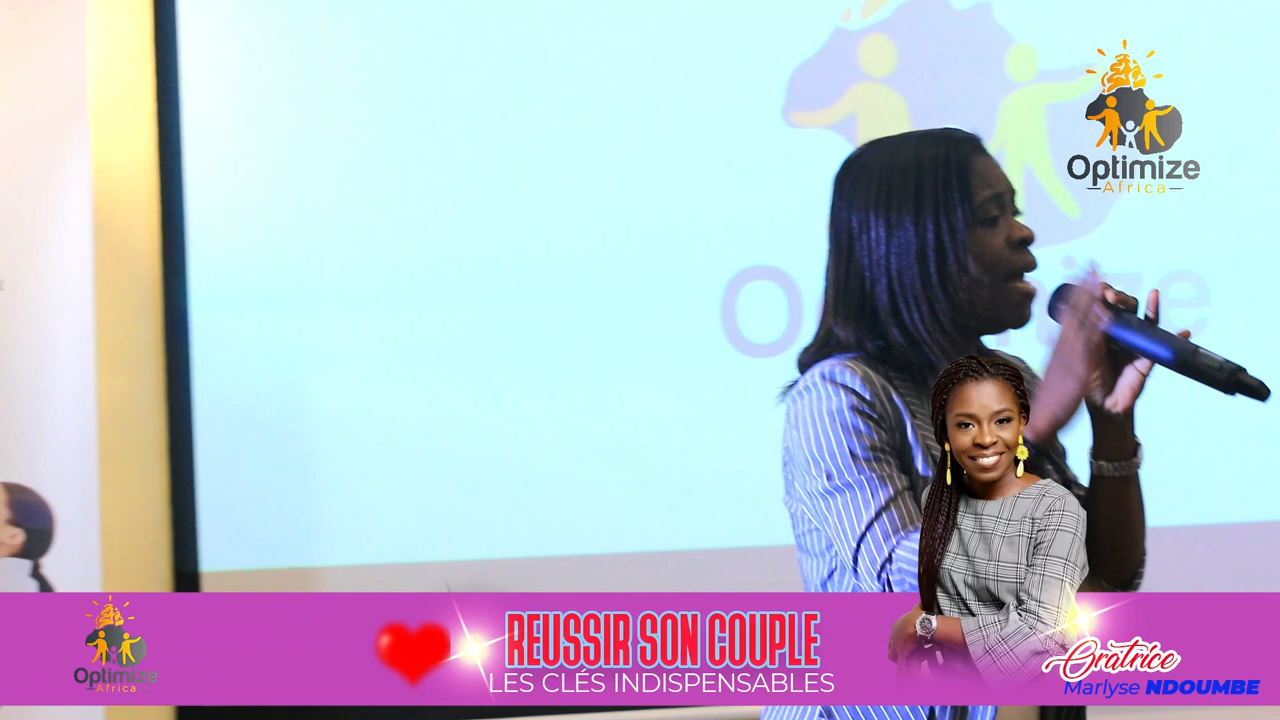 Optimize
Africa
REUSSIR SON COUPLE
LES CLÉS INDISPENSABLES
Optimize
Africa
Oratrice
Marlyse NDOUMBE